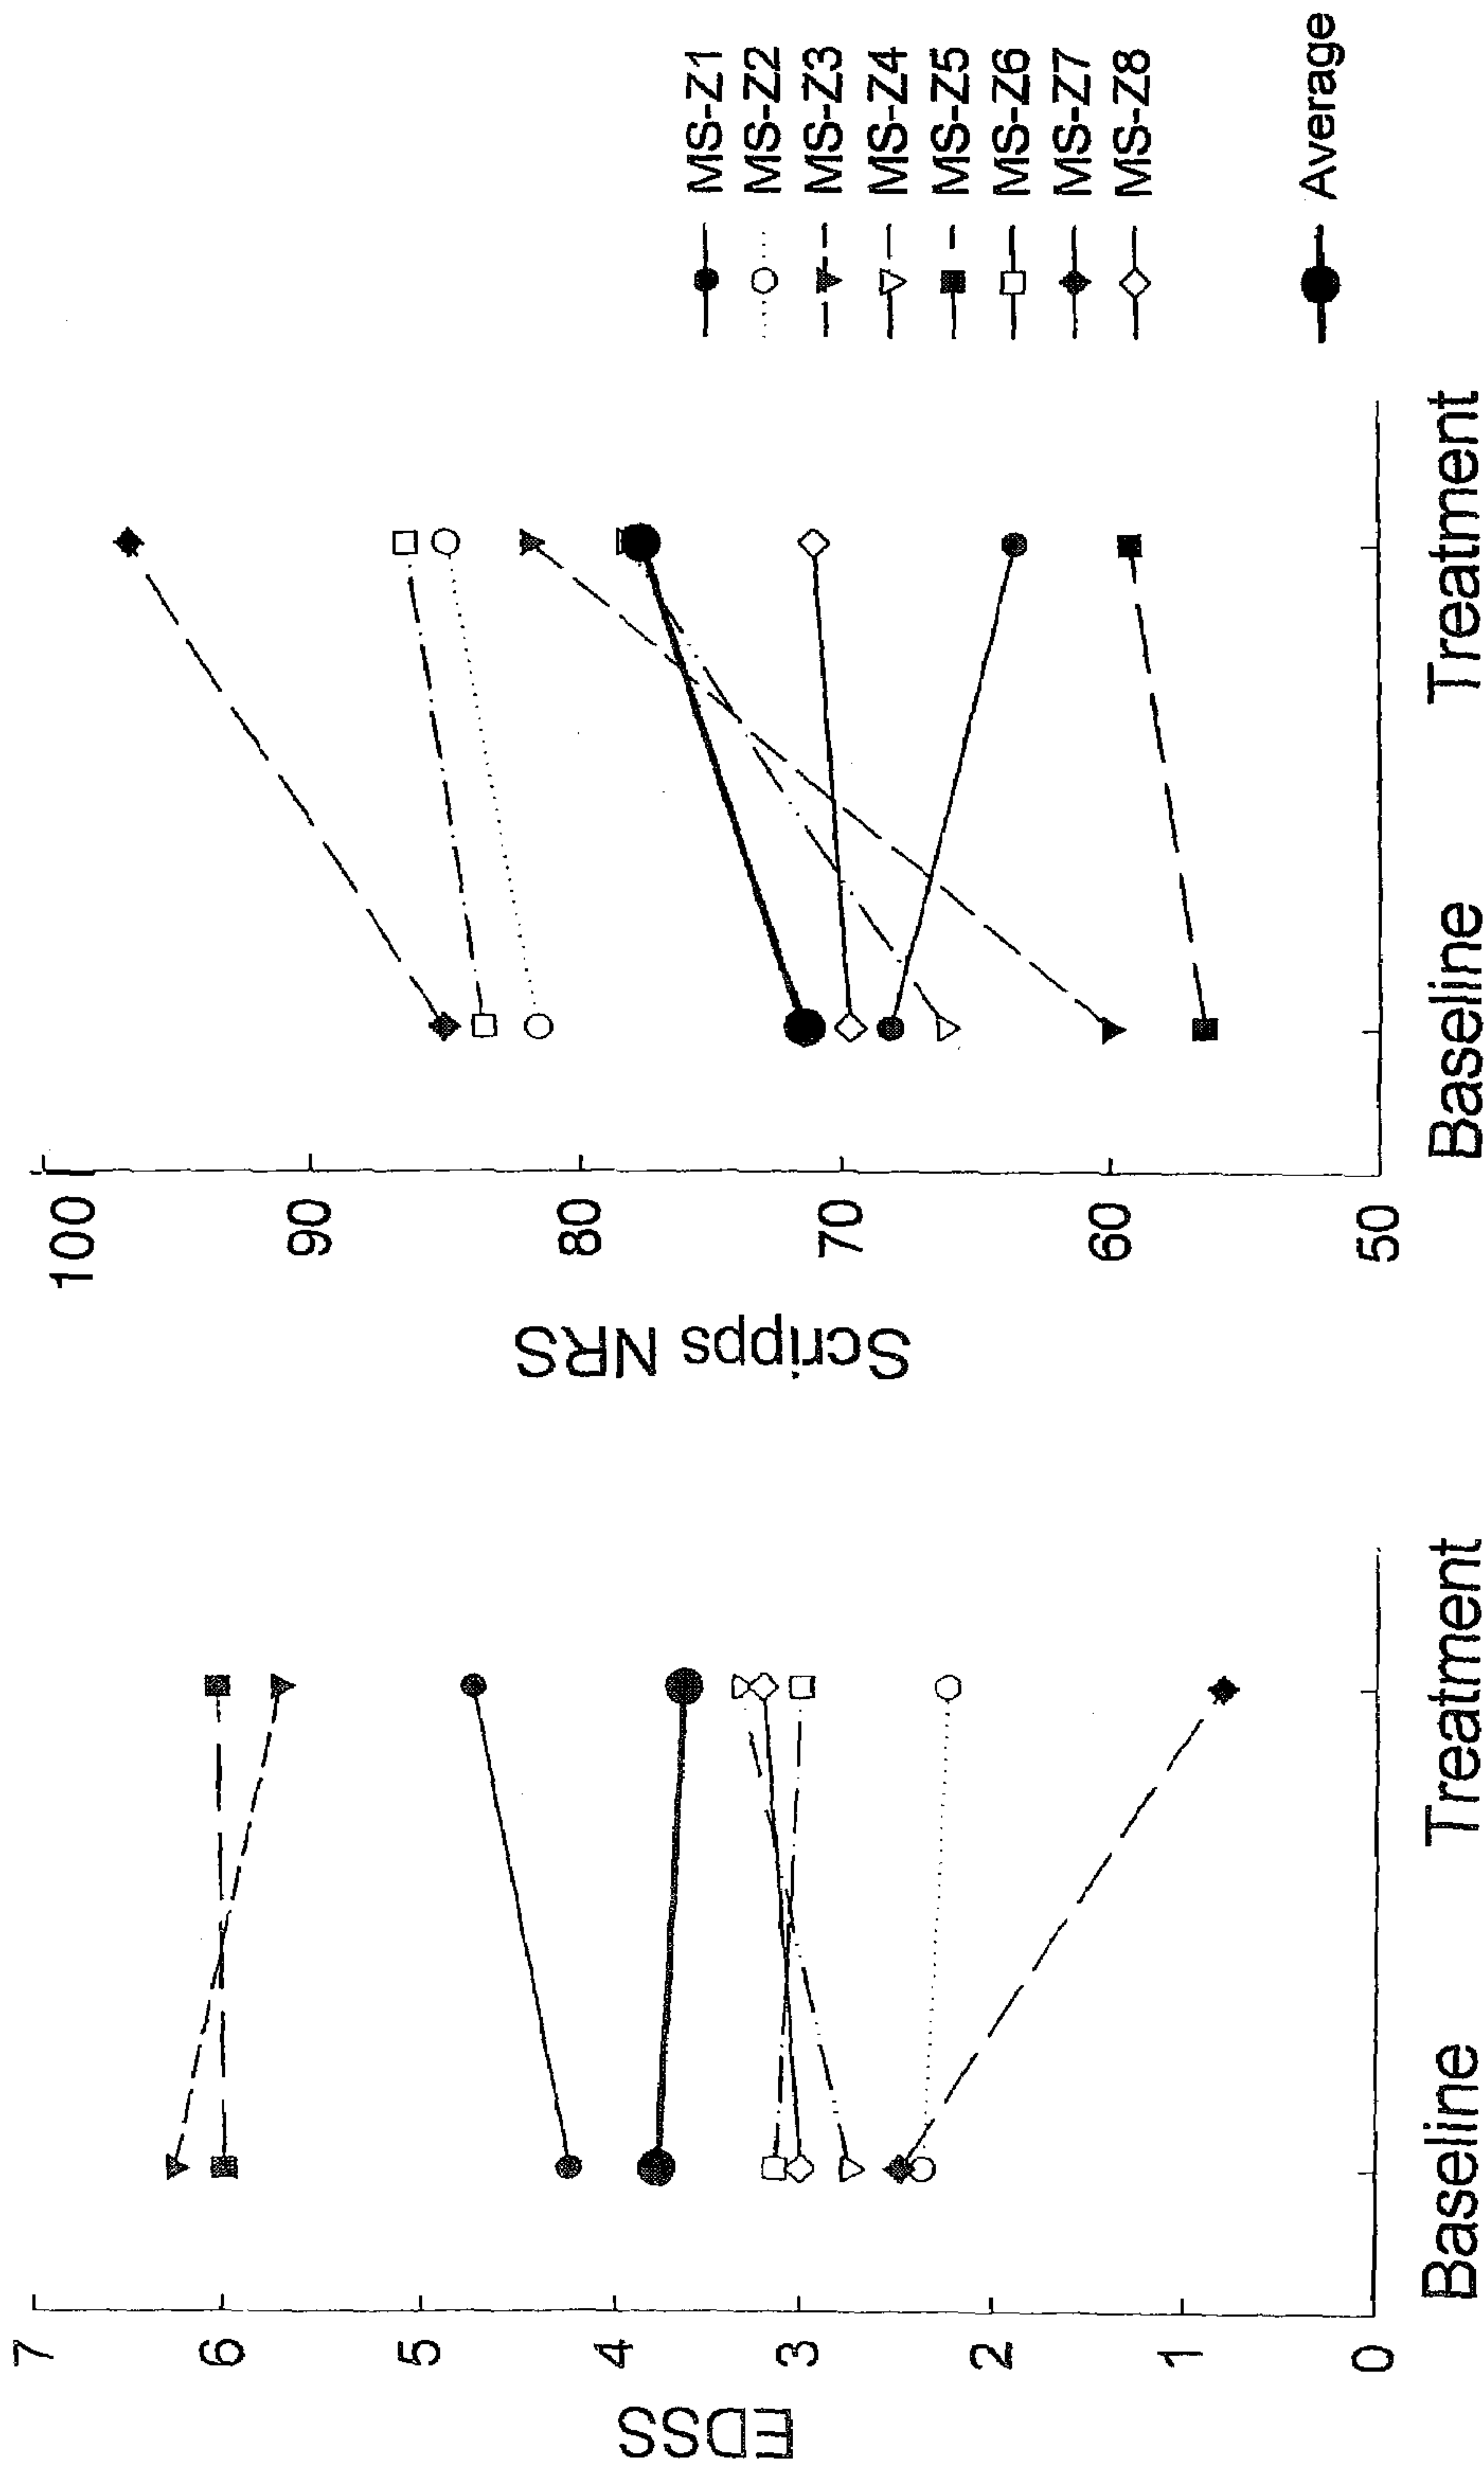 EDSS
7
6
5
4
3
2
1
0
Baseline
Treatment
Scripps NRS
100
90
80
70
60
50
Baseline
Treatment
MS-Z1
MS-Z2
MS-Z3
MS-Z4
MS-Z5
MS-Z6
MS-Z7
MS-Z8
Average